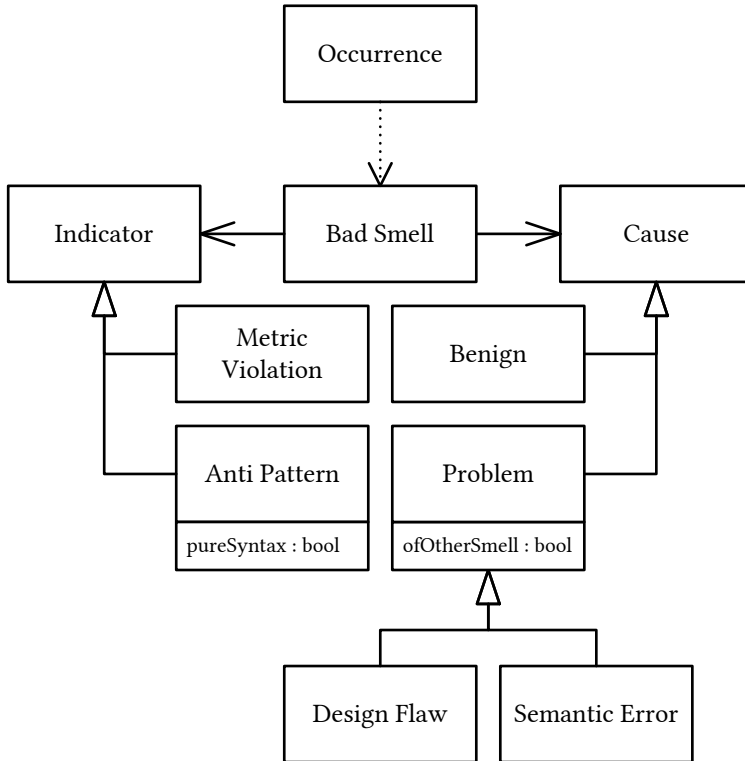 Occurrence
Indicator
Bad Smell
Cause
Metric
Violation
Benign
Anti Pattern
pureSyntax : bool
Problem
ofOtherSmell : bool
Design Flaw
Semantic Error